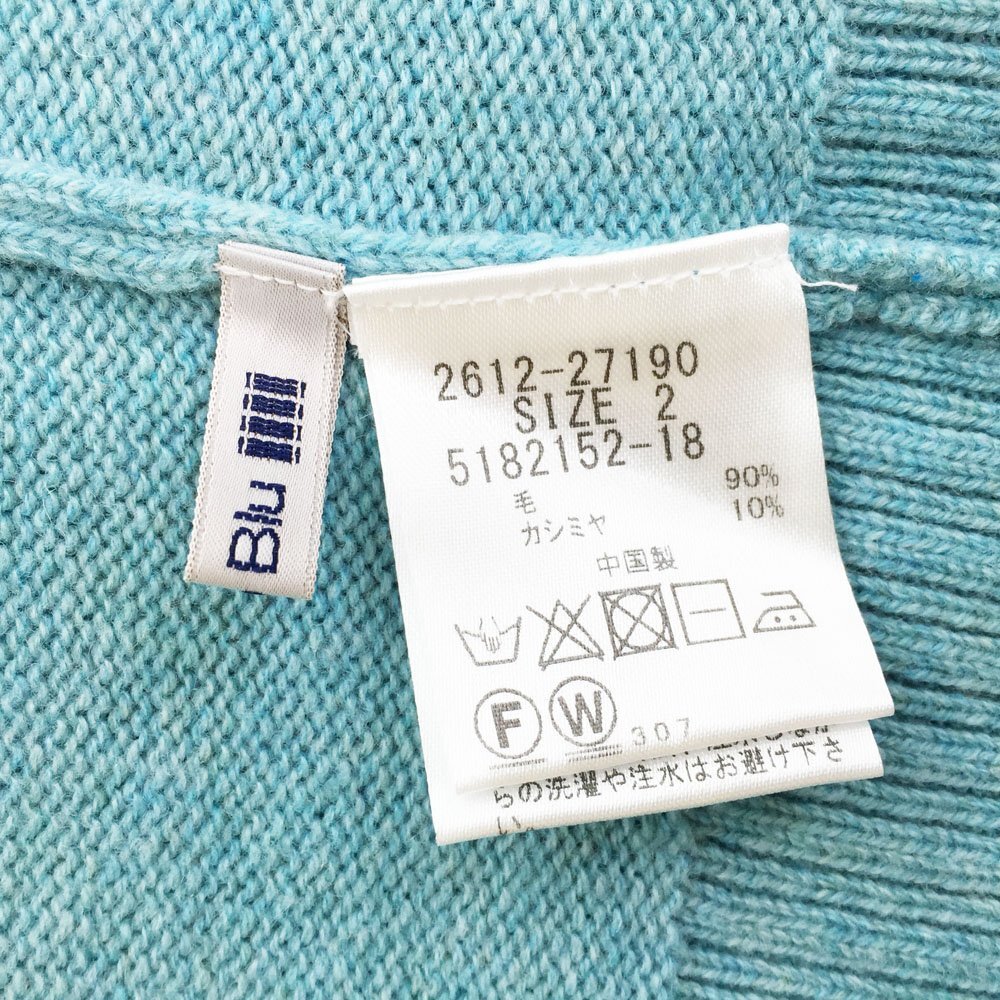 Blu
2612-27190
SIZE 2
5182152-18
毛 90%
カシミヤ 10%
中国製
F W 307
らの洗濯や注水はお避け下さ
い。